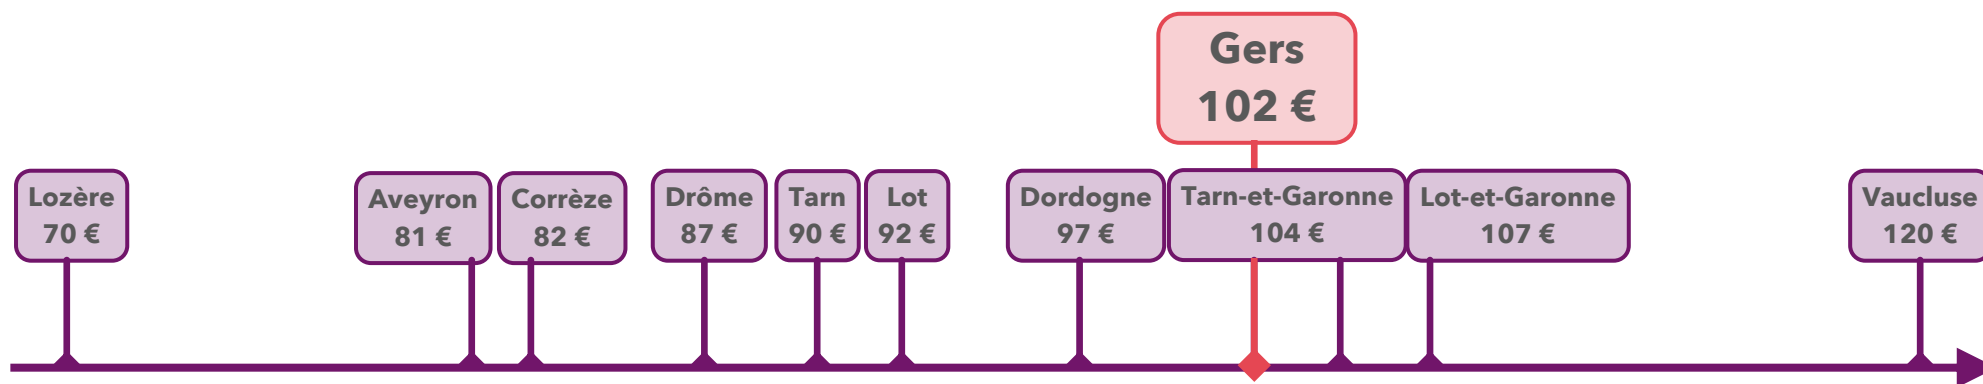 Gers
102 €
Lozère
70 €
Aveyron
81 €
Corrèze
82 €
Drôme
87 €
Tarn
90 €
Lot
92 €
Dordogne
97 €
Tarn-et-Garonne
104 €
Lot-et-Garonne
107 €
Vaucluse
120 €